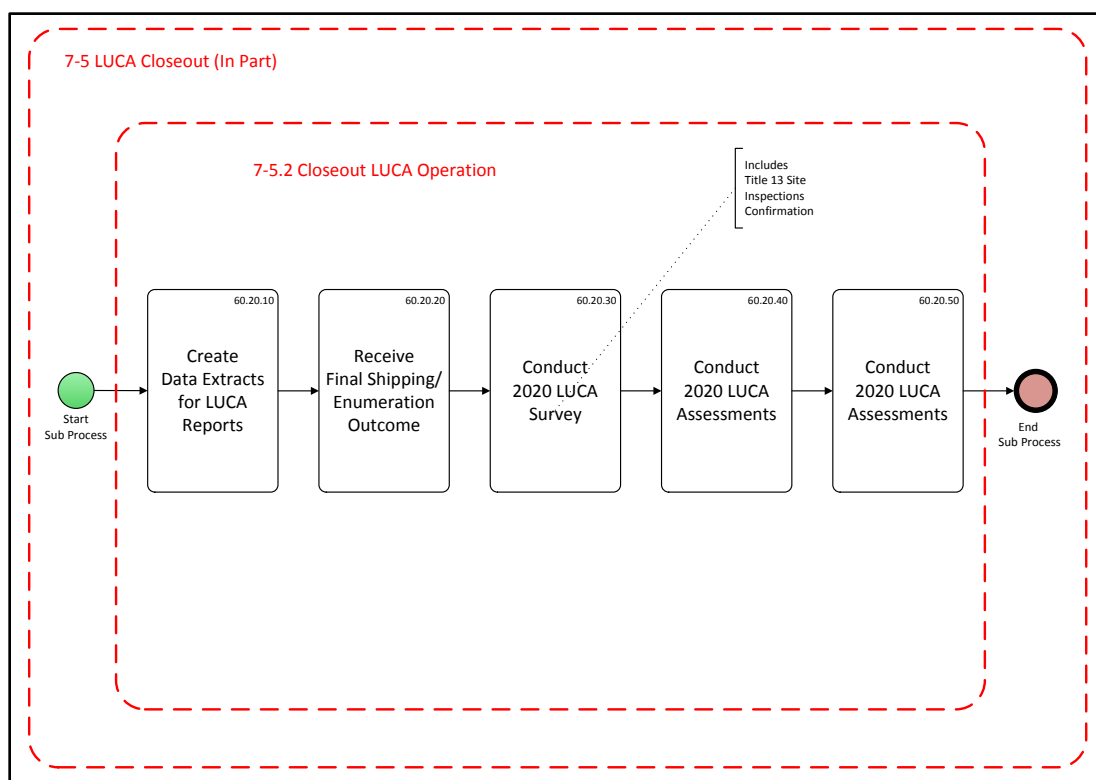 7-5 LUCA Closeout (In Part)
7-5.2 Closeout LUCA Operation
Includes
Title 13 Site
Inspections
Confirmation
Start
Sub Process
60.20.10
Create
Data Extracts
for LUCA
Reports
60.20.20
Receive
Final Shipping/
Enumeration
Outcome
60.20.30
Conduct
2020 LUCA
Survey
60.20.40
Conduct
2020 LUCA
Assessments
60.20.50
Conduct
2020 LUCA
Assessments
End
Sub Process